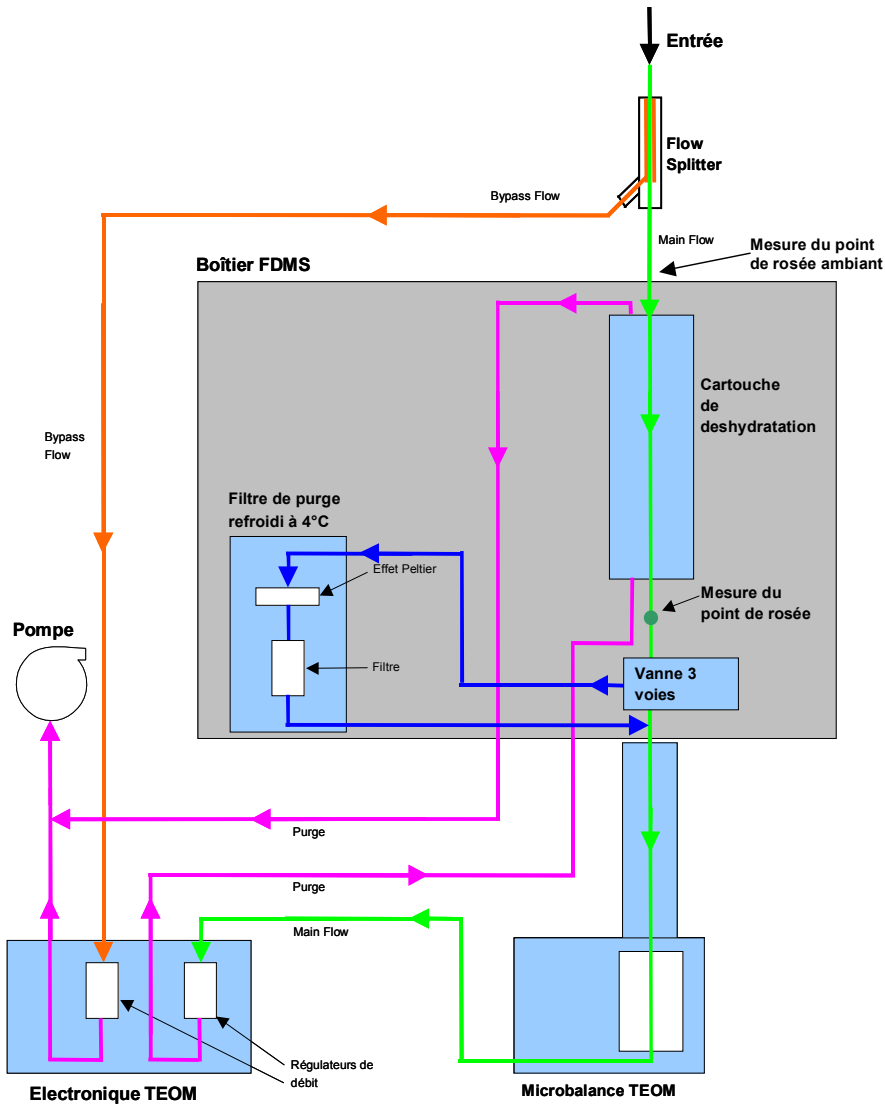 Entrée
Flow
Splitter
Bypass Flow
Main Flow
Mesure du point
de rosée ambiant
Boîtier FDMS
Cartouche
de
deshydratation
Bypass
Flow
Filtre de purge
refroidi à 4°C
Effet Peltier
Mesure du
point de rosée
Pompe
Filtre
Vanne 3
voies
Purge
Purge
Main Flow
Régulateurs de
débit
Electronique TEOM
Microbalance TEOM